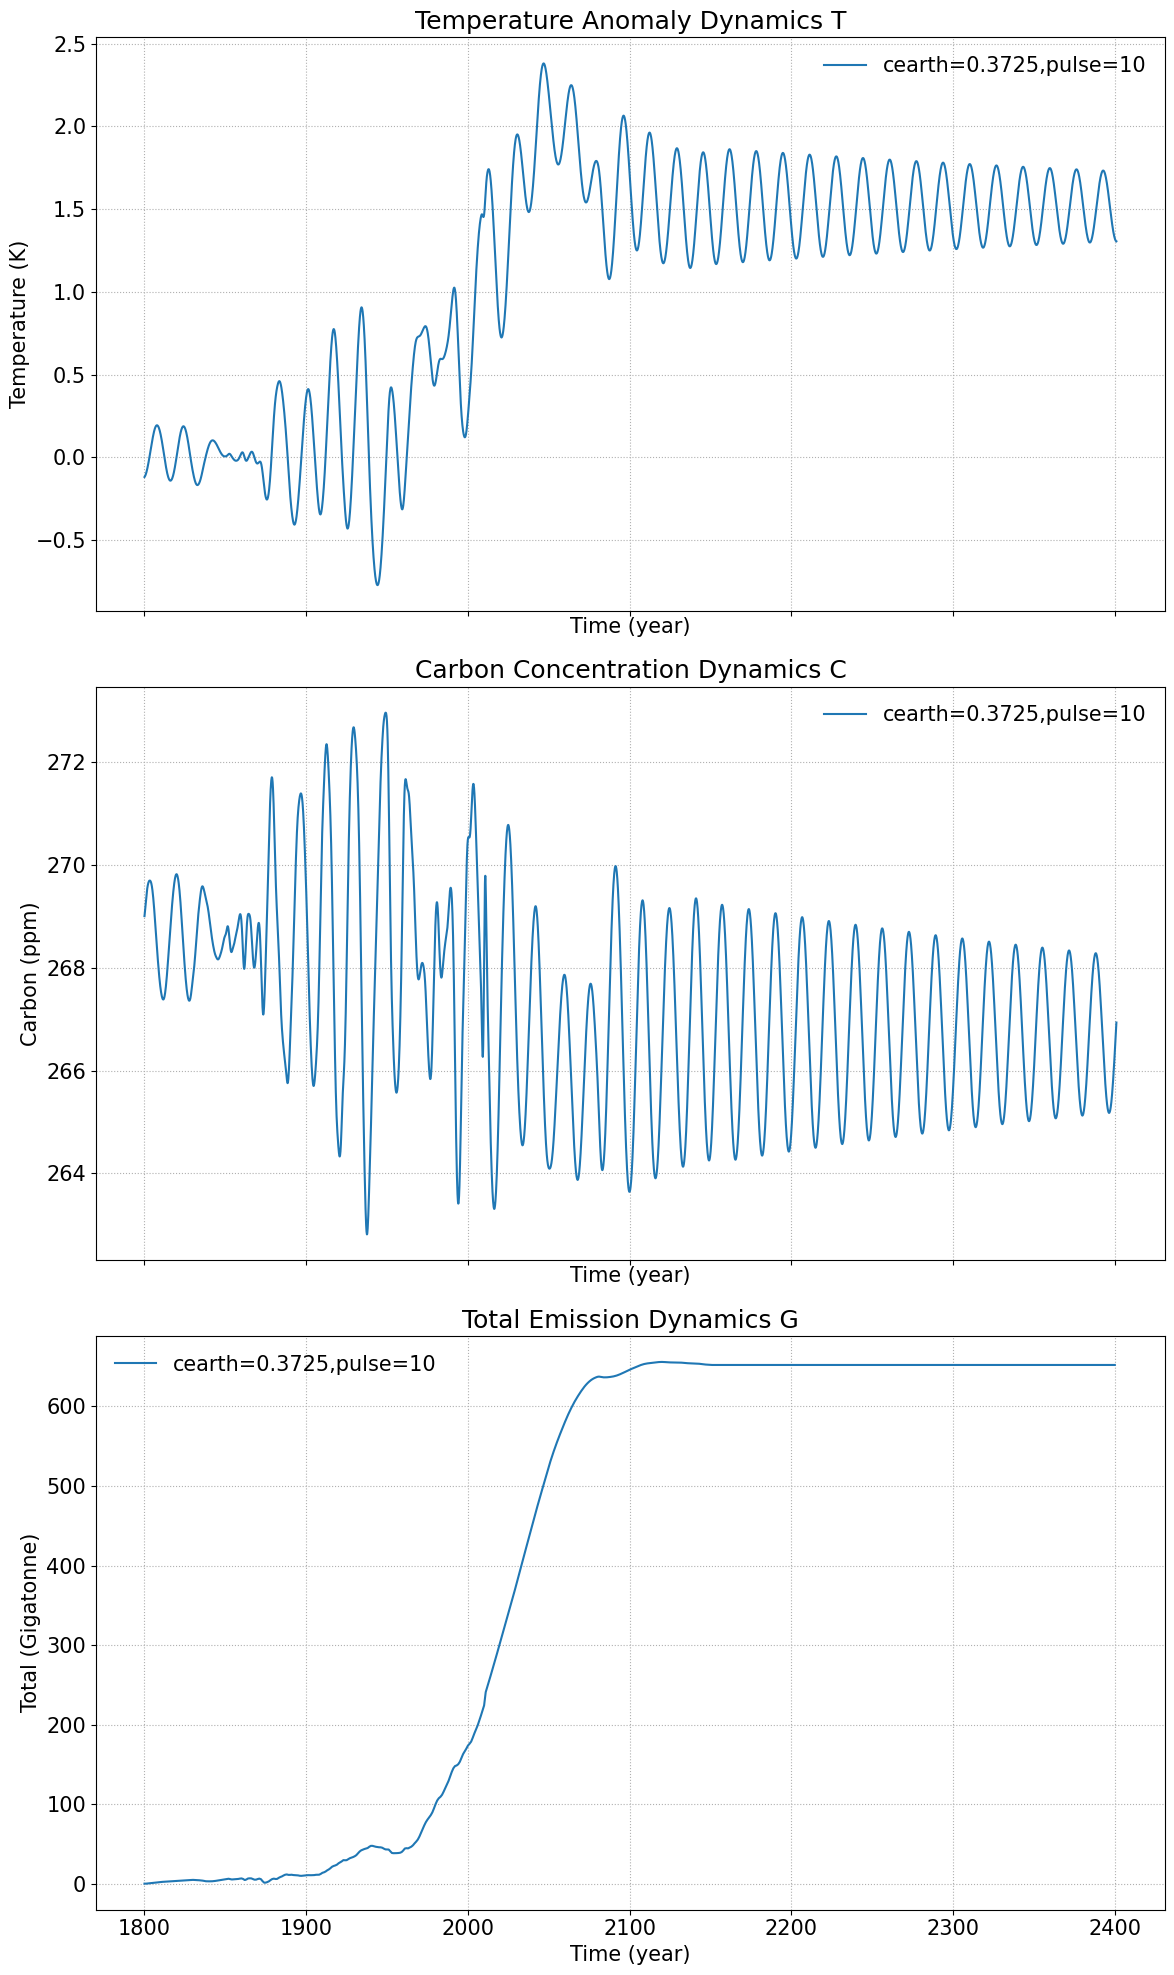 Temperature Anomaly Dynamics T
cearth=0.3725,pulse=10
2.5
2.0
1.5
1.0
0.5
0.0
−0.5
Temperature (K)
Time (year)
Carbon Concentration Dynamics C
cearth=0.3725,pulse=10
272
270
268
266
264
Carbon (ppm)
Time (year)
Total Emission Dynamics G
cearth=0.3725,pulse=10
600
500
400
300
200
100
0
Total (Gigatonne)
1800 1900 2000 2100 2200 2300 2400
Time (year)